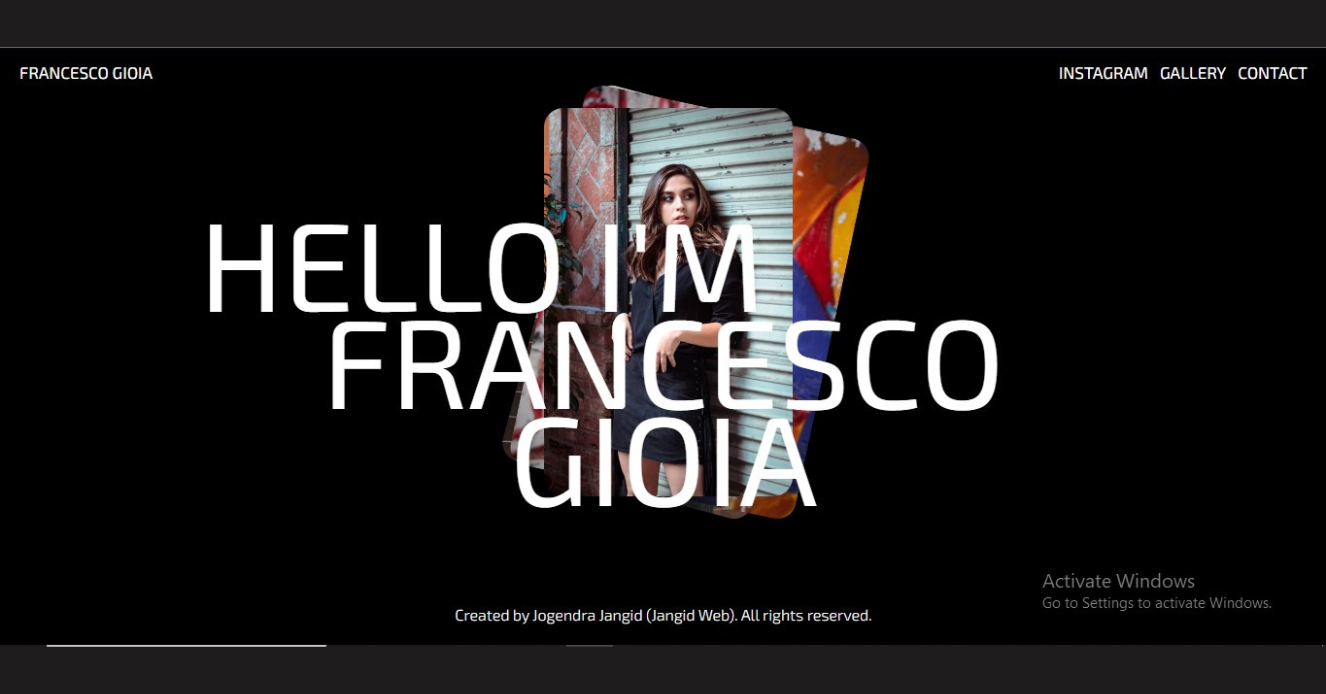 FRANCESCO GIOIA
INSTAGRAM GALLERY CONTACT
HELLO I'M
FRANCESCO
GIOIA
Activate Windows
Go to Settings to activate Windows.
Created by Jogendra Jangid (Jangid Web). All rights reserved.